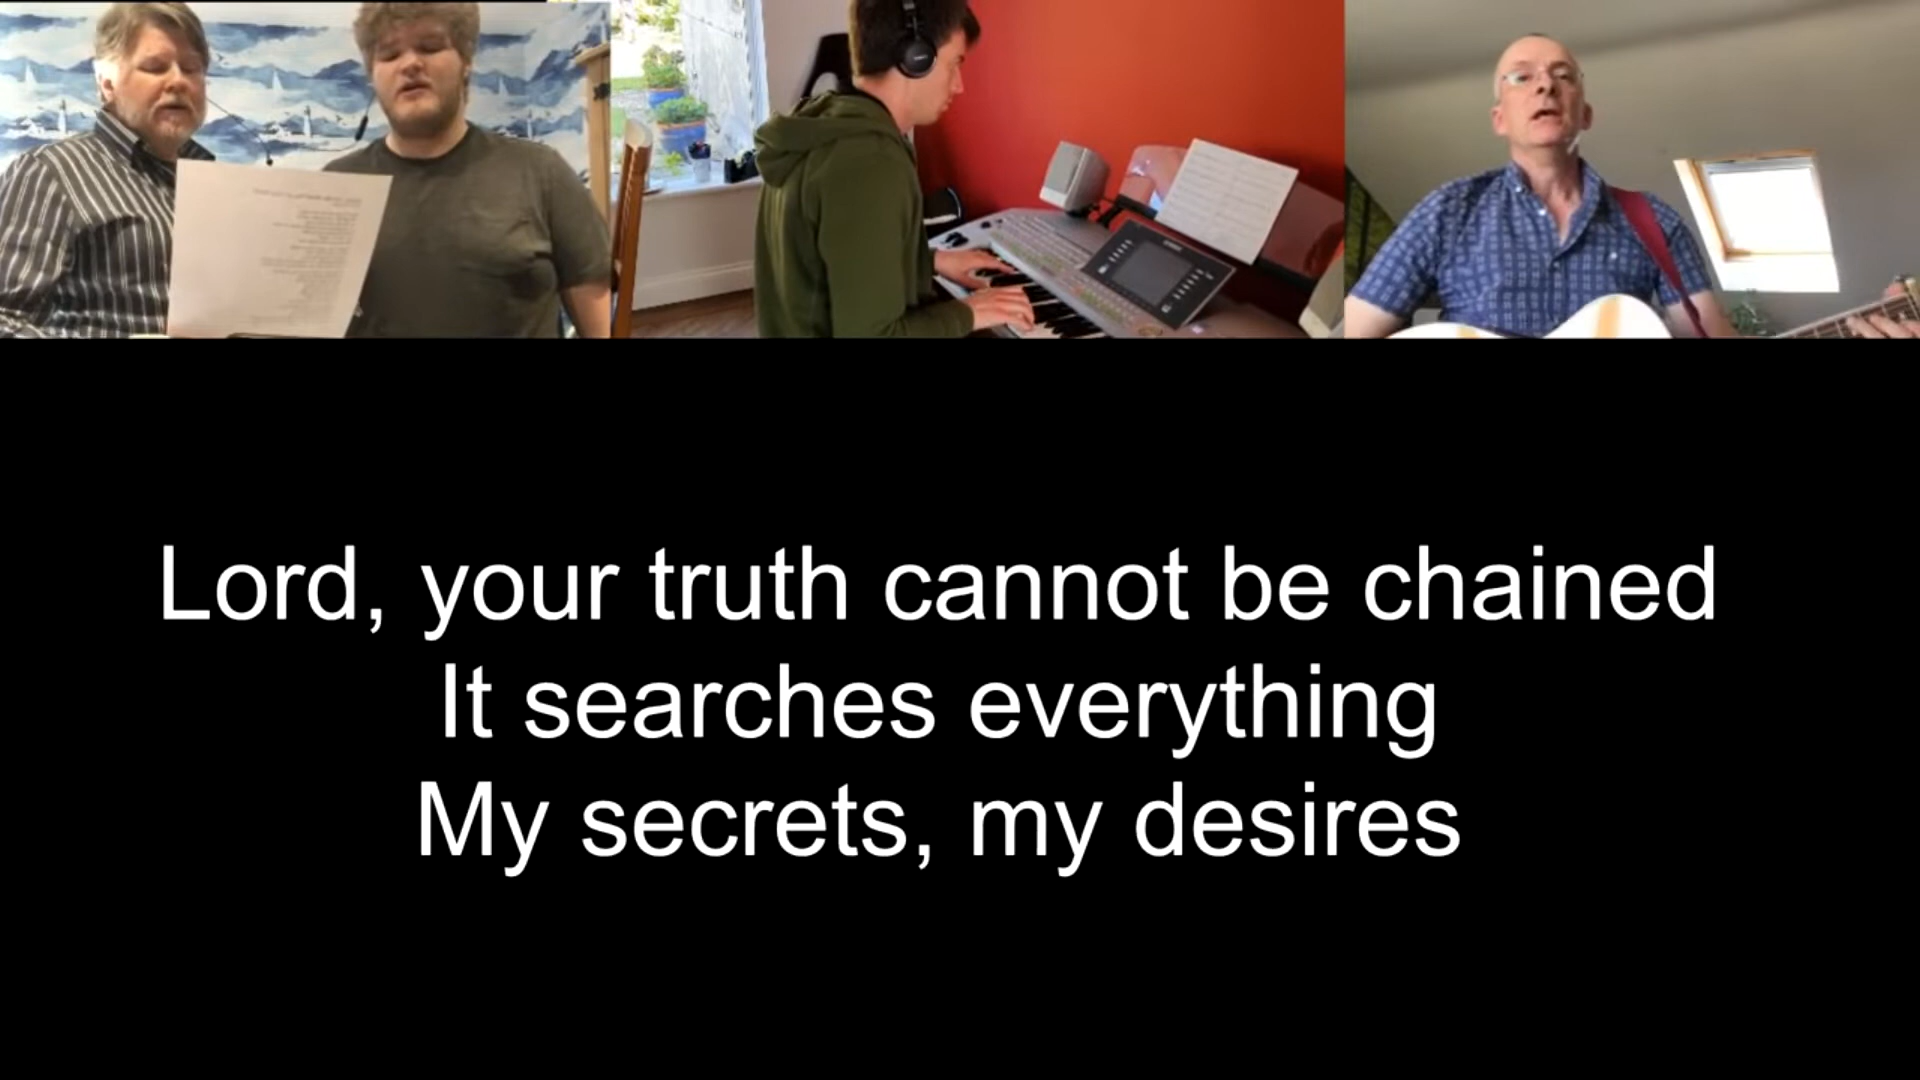 Lord, your truth cannot be chained
It searches everything
My secrets, my desires